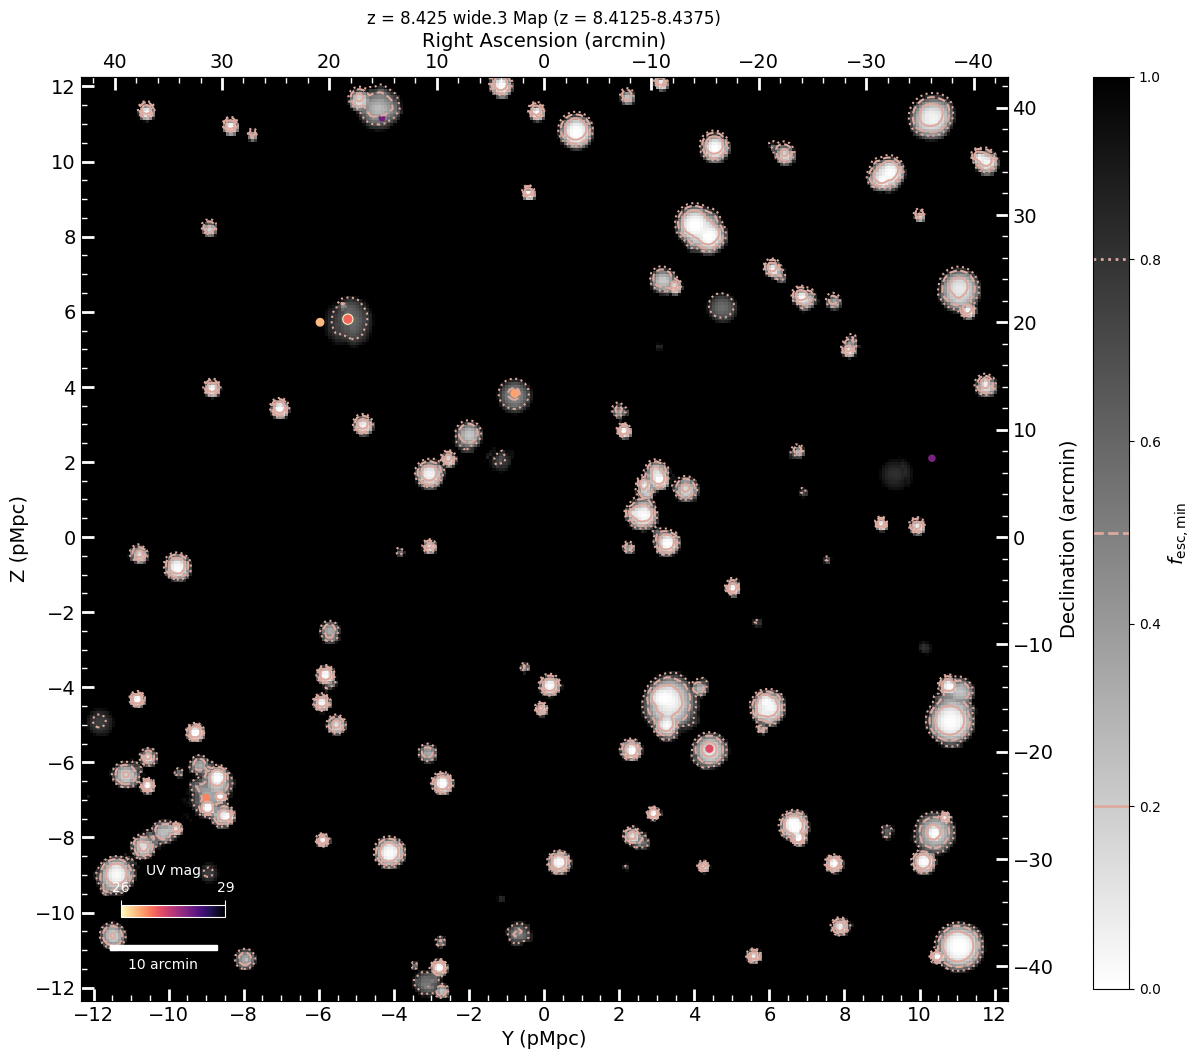 z = 8.425 wide.3 Map (z = 8.4125-8.4375)
Right Ascension (arcmin)
40 30 20 10 0 −10 −20 −30 −40
12 10 8 6 4 2 0 −2 −4 −6 −8 −10 −12
Z (pMpc)
40 30 20 10 0 −10 −20 −30 −40
Declination (arcmin)
1.0 0.8 0.6 0.4 0.2 0.0
f_esc,min
UV mag
26 29
10 arcmin
−12 −10 −8 −6 −4 −2 0 2 4 6 8 10 12
Y (pMpc)